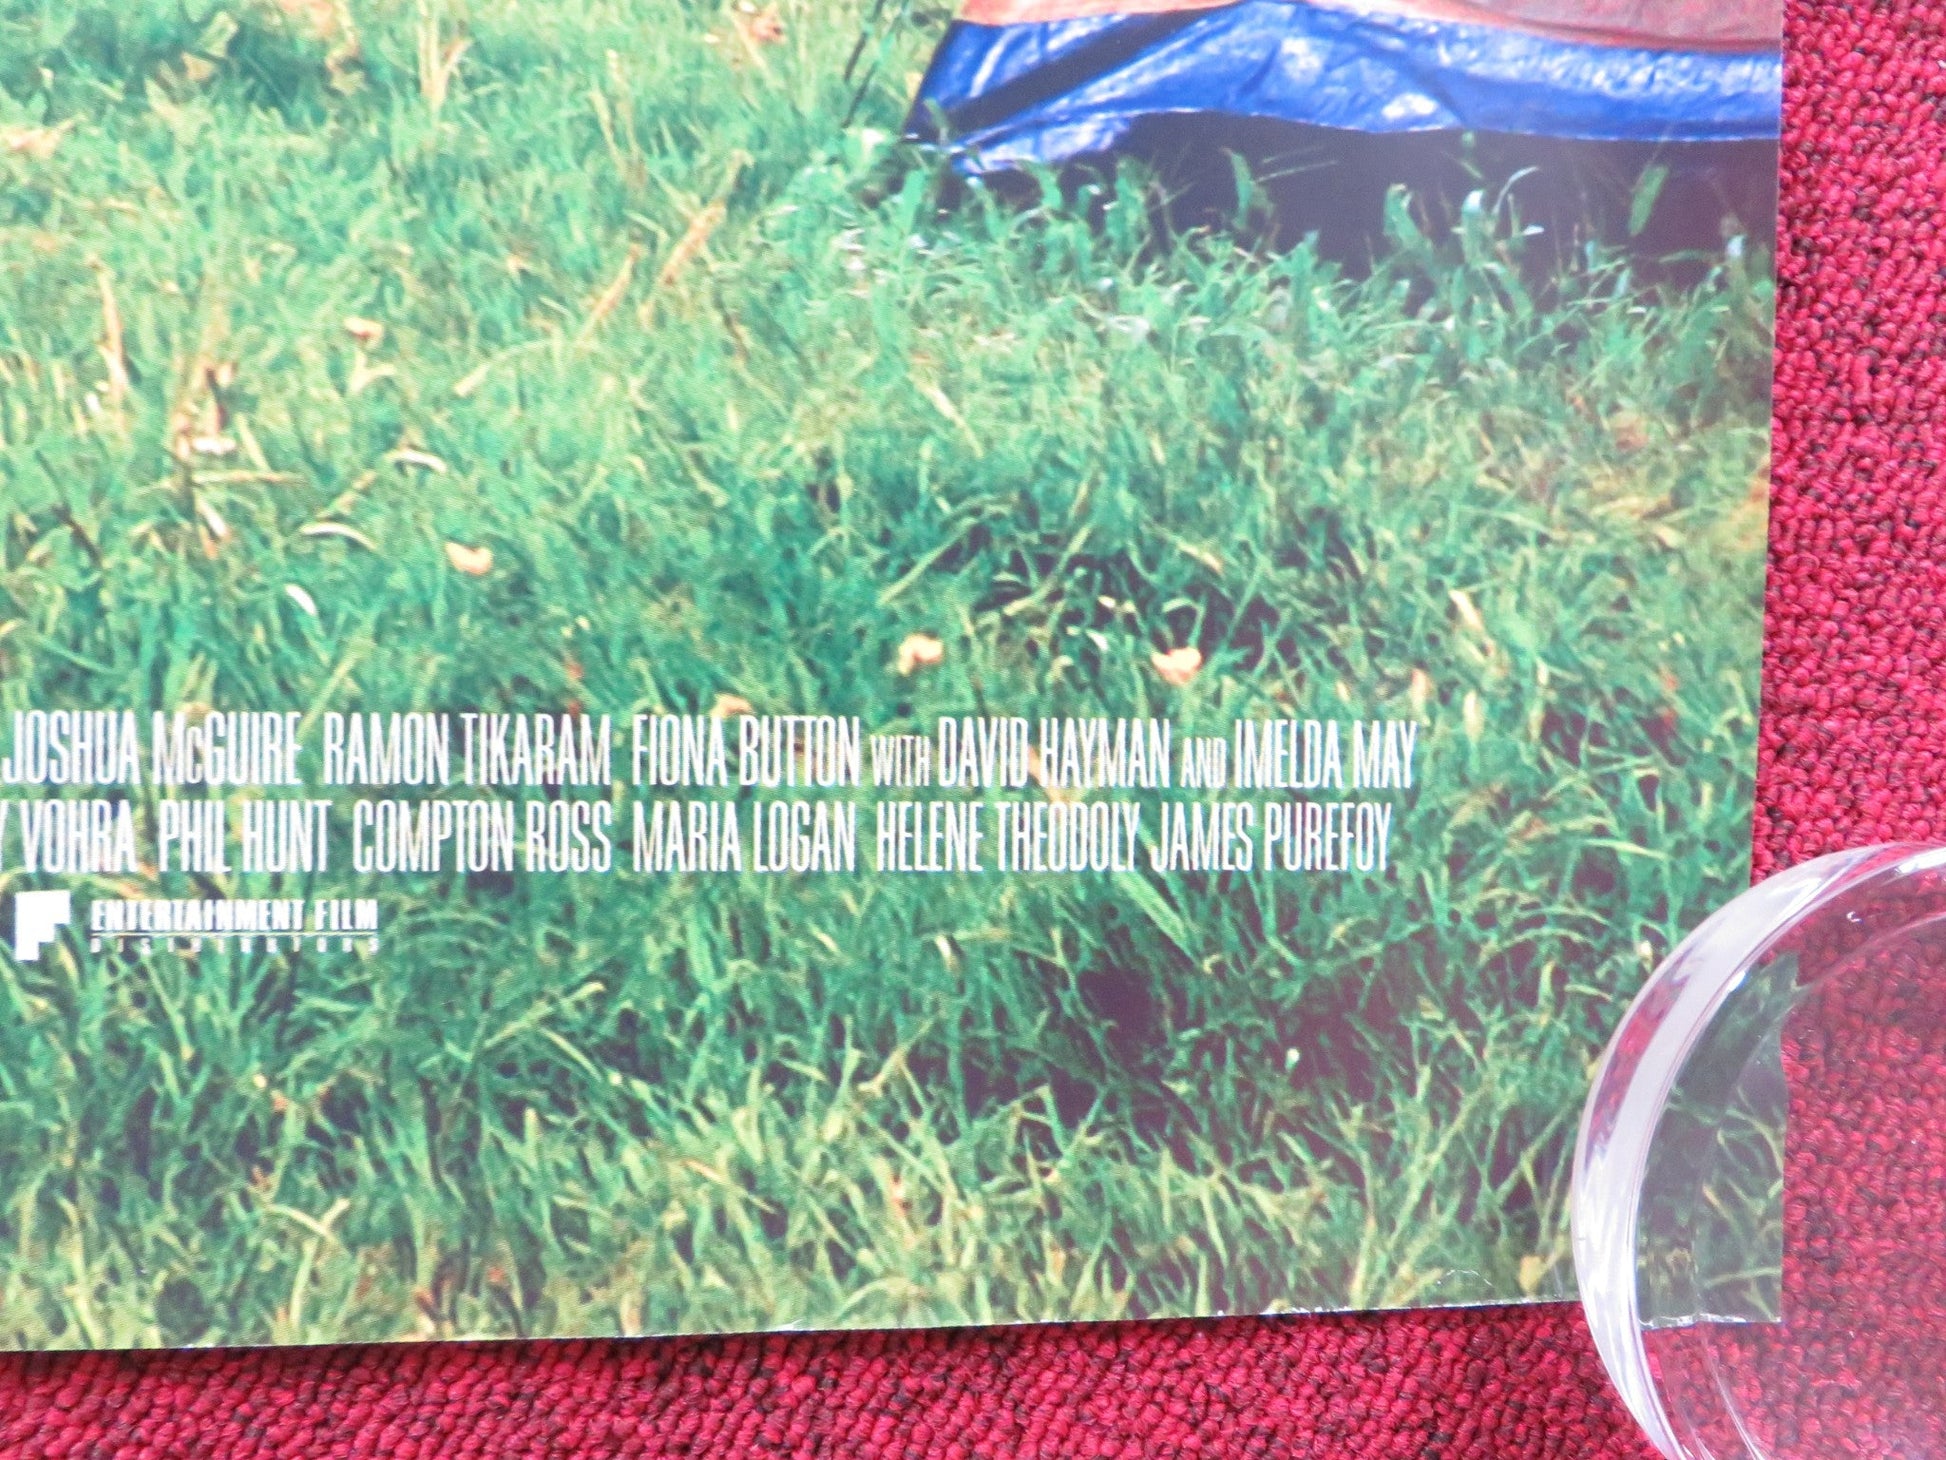 JOSHUA McGUIRE RAMON TIKARAM FIONA BUTTON WITH DAVID HAYMAN AND IMELDA MAY
VOHRA PHIL HUNT COMPTON ROSS MARIA LOGAN HELENE THEODOLY JAMES PUREFOY
ENTERTAINMENT FILM
DISTRIBUTORS